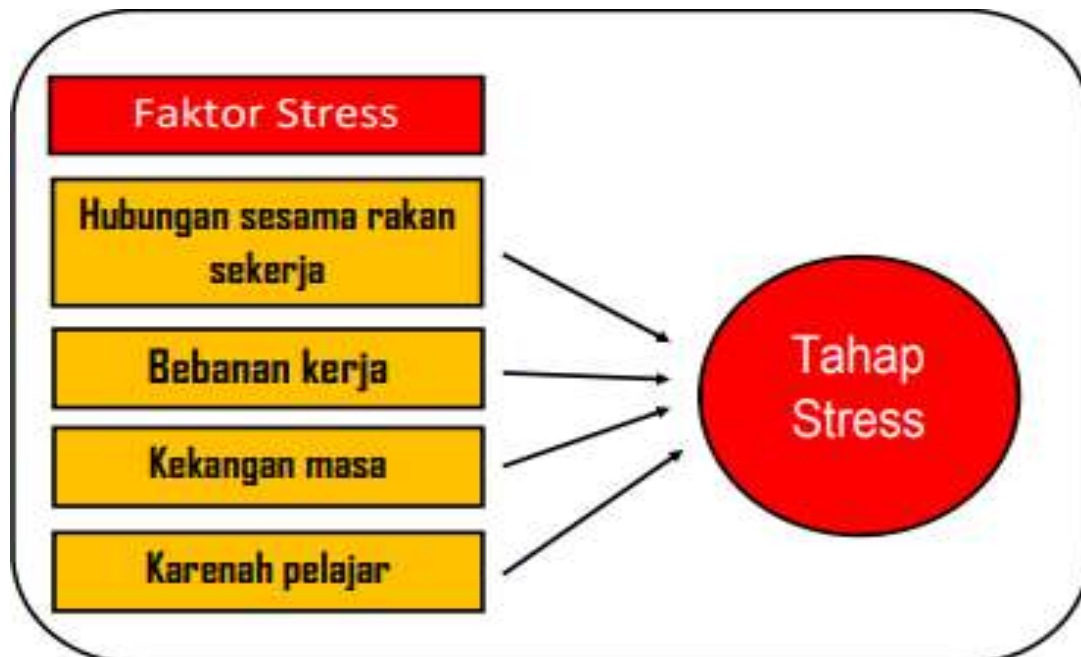 Faktor Stress
Hubungan sesama rakan
sekerja
Bebanan kerja
Kekangan masa
Karenah pelajar
Tahap
Stress